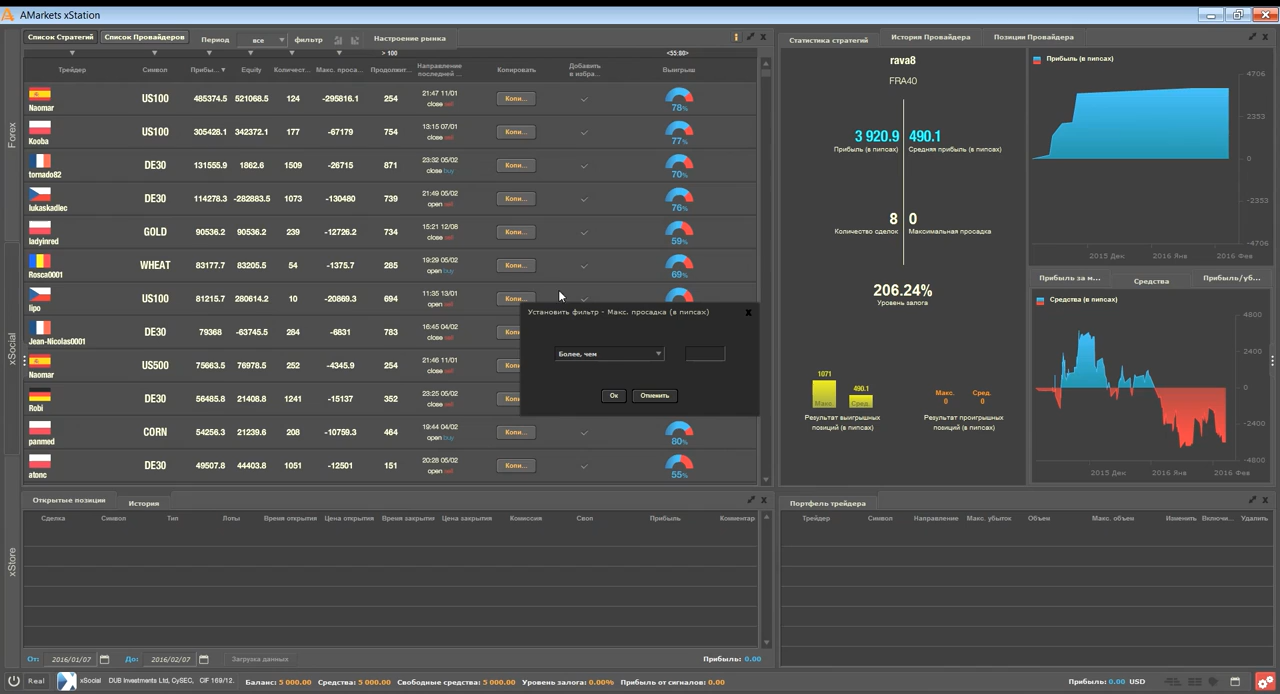 AMarkets xStation
Список Стратегий Список Провайдеров Период все фильтр Настроение рынка
> 100 <55:80>
Трейдер Символ Прибы... Equity Количест... Макс. проса... Продолжит... Направление последней ... Копировать Добавить в избра... Выигрыш
Naomar US100 485374.5 521068.5 124 -295816.1 254 21:47 11/01 close sell Копи... 78%
Kooba US100 305428.1 342372.1 177 -67179 754 13:15 07/01 close sell Копи... 77%
tornado82 DE30 131555.9 1862.6 1509 -26715 871 23:32 05/02 close buy Копи... 70%
lukaskadlec DE30 114278.3 -282883.5 1073 -130480 739 21:49 05/02 open sell Копи... 76%
ladyinred GOLD 90536.2 90536.2 239 -12726.2 734 15:21 12/08 close sell Копи... 59%
Rosca0001 WHEAT 83177.7 83205.5 54 -1375.7 285 19:29 05/02 open buy Копи... 69%
lipo US100 81215.7 280614.2 10 -20869.3 694 11:35 13/01 open sell Копи...
Jean-Nicolas0001 DE30 79368 -63745.5 284 -6831 783 16:45 04/02 open sell
Naomar US500 75663.5 76978.5 252 -4345.9 254 21:46 11/01 close sell
Robi DE30 56485.8 21408.8 1241 -15137 352 23:25 05/02 close sell
panmed CORN 54256.3 21239.6 208 -10759.3 464 19:44 04/02 open buy Копи... 80%
atonc DE30 49507.8 44403.8 1051 -12501 151 20:28 05/02 open sell Копи... 55%
Установить фильтр - Макс. просадка (в пипсах)
Более, чем
Ок Отменить
Статистика стратегий История Провайдера Позиции Провайдера
rava8
FRA40
3 920.9 490.1
Прибыль (в пипсах) Средняя прибыль (в пипсах)
8 0
Количество сделок Максимальная просадка
206.24%
Уровень залога
1071 490.1
Макс. Сред.
Результат выигрышных позиций (в пипсах)
Макс. Сред.
0 0
Результат проигрышных позиций (в пипсах)
Прибыль (в пипсах)
4706
2353
0
-2353
-4706
2015 Дек 2016 Янв 2016 Фев
Прибыль за м... Средства Прибыль/уб...
Средства (в пипсах)
4800
2400
0
-2400
-4800
2015 Дек 2016 Янв 2016 Фев
Forex
xSocial
xStore
Открытые позиции История
Сделка Символ Тип Лоты Время открытия Цена открытия Время закрытия Цена закрытия Комиссия Своп Прибыль Комментар
От: 2016/01/07 До: 2016/02/07 Загрузка данных Прибыль: 0.00
Портфель трейдера
Трейдер Символ Направление Макс. убыток Объем Макс. объем Изменить Включи... Удалить
Real xSocial DUB Investments Ltd, CySEC, CIF 169/12. Баланс: 5 000.00 Средства: 5 000.00 Свободные средства: 5 000.00 Уровень залога: 0.00% Прибыль от сигналов: 0.00 Прибыль: 0.00 USD